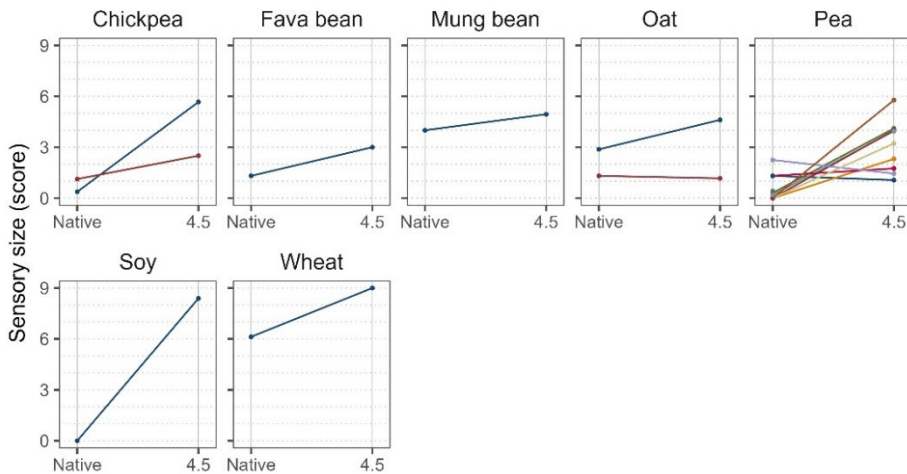 Chickpea
Fava bean
Mung bean
Oat
Pea
Sensory size (score)
9
6
3
0
Native
4.5
Native
4.5
Native
4.5
Native
4.5
Native
4.5
Soy
Wheat
9
6
3
0
Native
4.5
Native
4.5